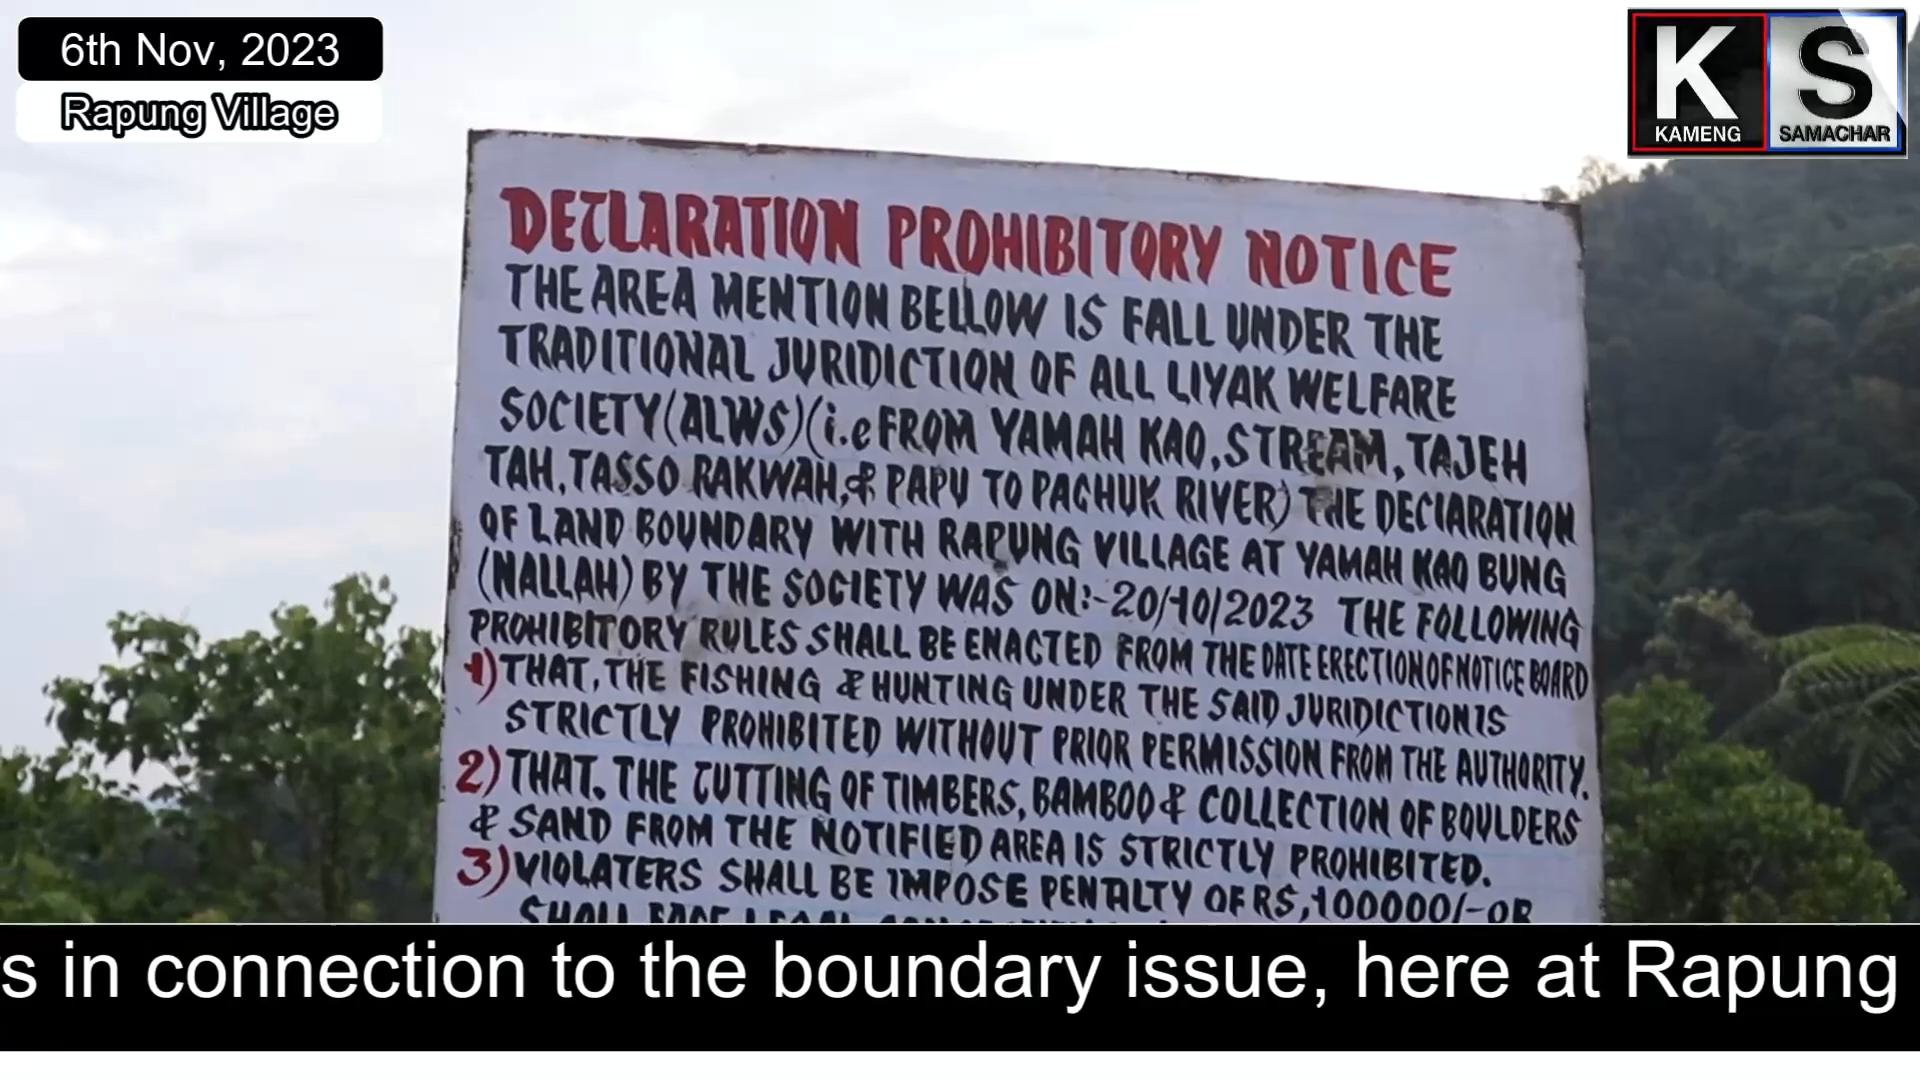 6th Nov, 2023
Rapung Village
K S
KAMENG SAMACHAR
DECLARATION PROHIBITORY NOTICE
THE AREA MENTION BELLOW IS FALL UNDER THE
TRADITIONAL JURIDICTION OF ALL LIYAK WELFARE
SOCIETY(ALWS)(i.e FROM YAMAH KAO, STREAM, TAJEH
TAH, TASSO RAKWAH, & PAPU TO PACHUK RIVER) THE DECLARATION
OF LAND BOUNDARY WITH RAPUNG VILLAGE AT YAMAH KAO BUNG
(NALLAH) BY THE SOCIETY WAS ON:-20/10/2023 THE FOLLOWING
PROHIBITORY RULES SHALL BE ENACTED FROM THE DATE ERECTION OF NOTICE BOARD
1) THAT, THE FISHING & HUNTING UNDER THE SAID JURIDICTION IS
STRICTLY PROHIBITED WITHOUT PRIOR PERMISSION FROM THE AUTHORITY.
2) THAT, THE CUTTING OF TIMBERS, BAMBOO & COLLECTION OF BOULDERS
& SAND FROM THE NOTIFIED AREA IS STRICTLY PROHIBITED.
3) VIOLATERS SHALL BE IMPOSE PENALTY OF RS, 100000/- OR
SHALL FACE LEGAL
s in connection to the boundary issue, here at Rapung